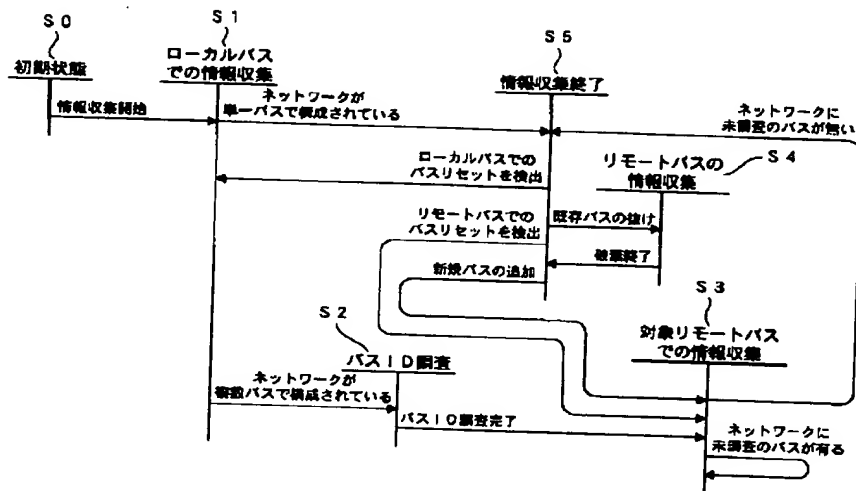 S0
初期状態
S1
ローカルバス
での情報収集
S5
情報収集終了
情報収集開始
ネットワークが
単一バスで構成されている
ネットワークに
未調査のバスが無い
ローカルバスでの
バスリセットを検出
リモートバスの
情報収集
S4
リモートバスでの
バスリセットを検出
既存バスの抜け
破棄終了
新規バスの追加
S3
対象リモートバス
での情報収集
S2
バスID調査
ネットワークが
複数バスで構成されている
バスID調査完了
ネットワークに
未調査のバスが有る